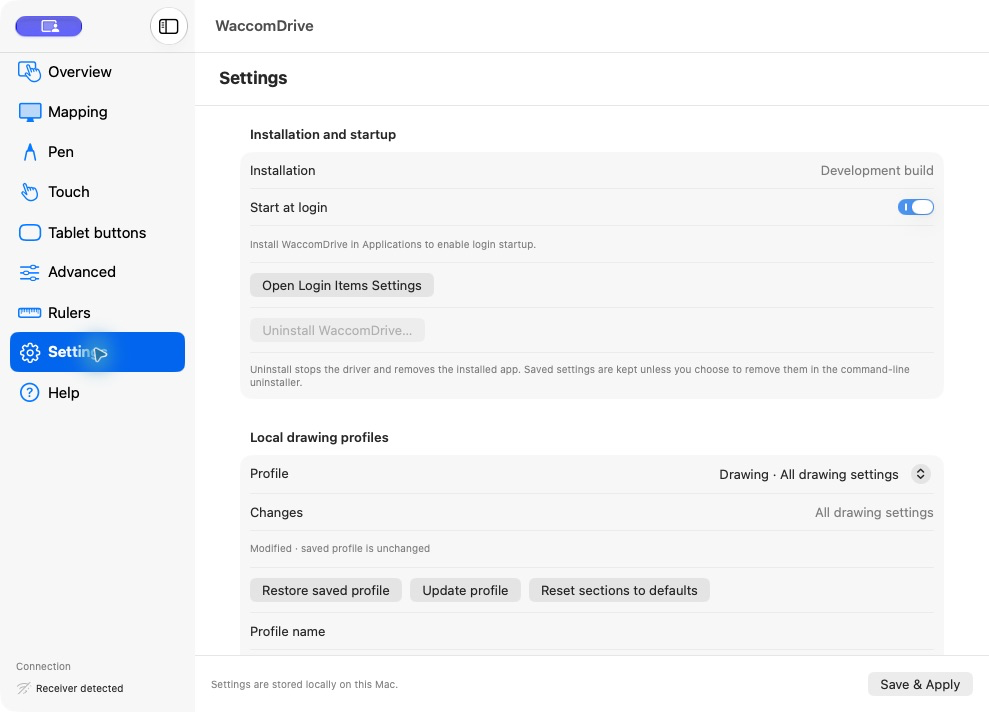 WaccomDrive
Settings
Overview
Mapping
Pen
Touch
Tablet buttons
Advanced
Rulers
Settings
Help
Connection
Receiver detected
Installation and startup
Installation
Development build
Start at login
Install WaccomDrive in Applications to enable login startup.
Open Login Items Settings
Uninstall WaccomDrive...
Uninstall stops the driver and removes the installed app. Saved settings are kept unless you choose to remove them in the command-line
uninstaller.
Local drawing profiles
Profile
Drawing · All drawing settings
Changes
All drawing settings
Modified · saved profile is unchanged
Restore saved profile
Update profile
Reset sections to defaults
Profile name
Settings are stored locally on this Mac.
Save & Apply